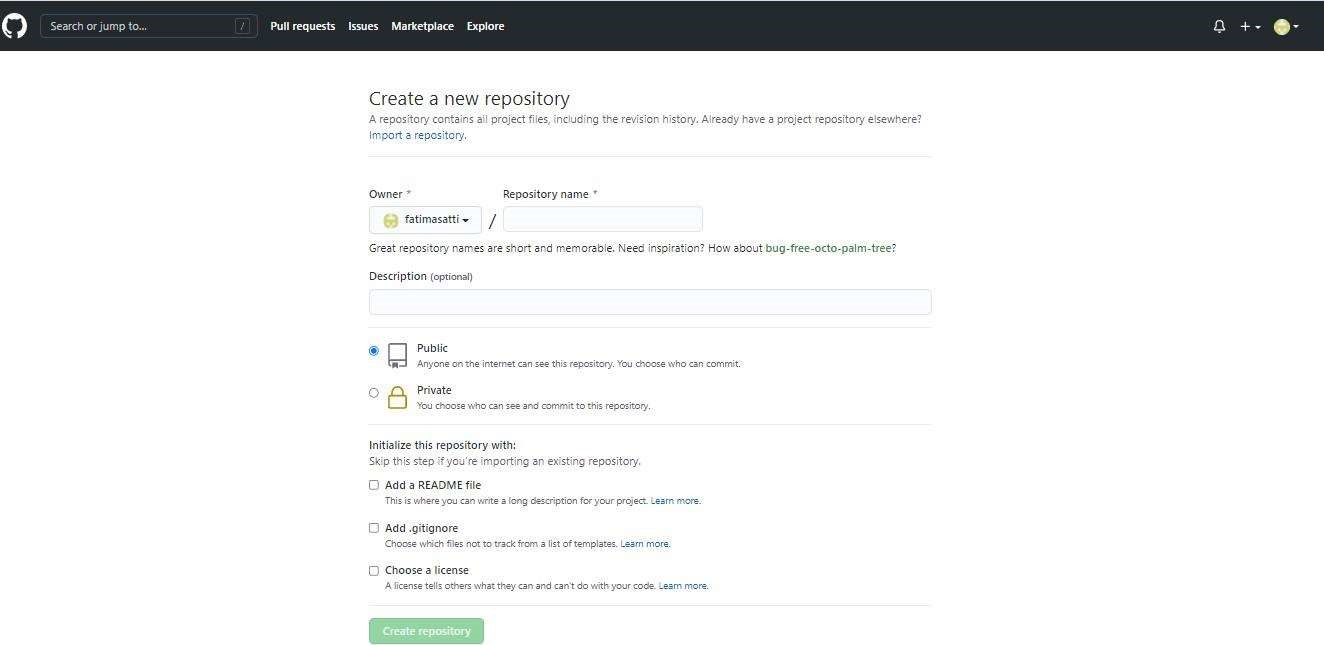 Search or jump to... /
Pull requests Issues Marketplace Explore
Create a new repository
A repository contains all project files, including the revision history. Already have a project repository elsewhere?
Import a repository.
Owner * Repository name *
fatimasatti /
Great repository names are short and memorable. Need inspiration? How about bug-free-octo-palm-tree?
Description (optional)
Public
Anyone on the internet can see this repository. You choose who can commit.
Private
You choose who can see and commit to this repository.
Initialize this repository with:
Skip this step if you're importing an existing repository.
Add a README file
This is where you can write a long description for your project. Learn more.
Add .gitignore
Choose which files not to track from a list of templates. Learn more.
Choose a license
A license tells others what they can and can't do with your code. Learn more.
Create repository